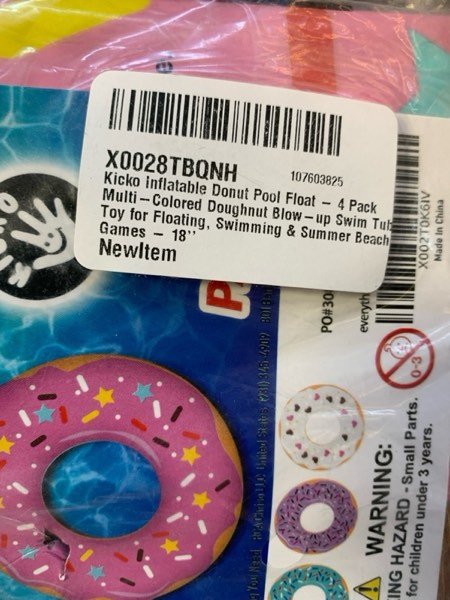 X0028TBQNH 107603825
Kicko Inflatable Donut Pool Float - 4 Pack
Multi-Colored Doughnut Blow-up Swim Tub
Toy for Floating, Swimming & Summer Beach
Games - 18''
NewItem
X002T0K6IV
Made in China
PO#30
everyth
0-3
WARNING:
ING HAZARD - Small Parts.
for children under 3 years.